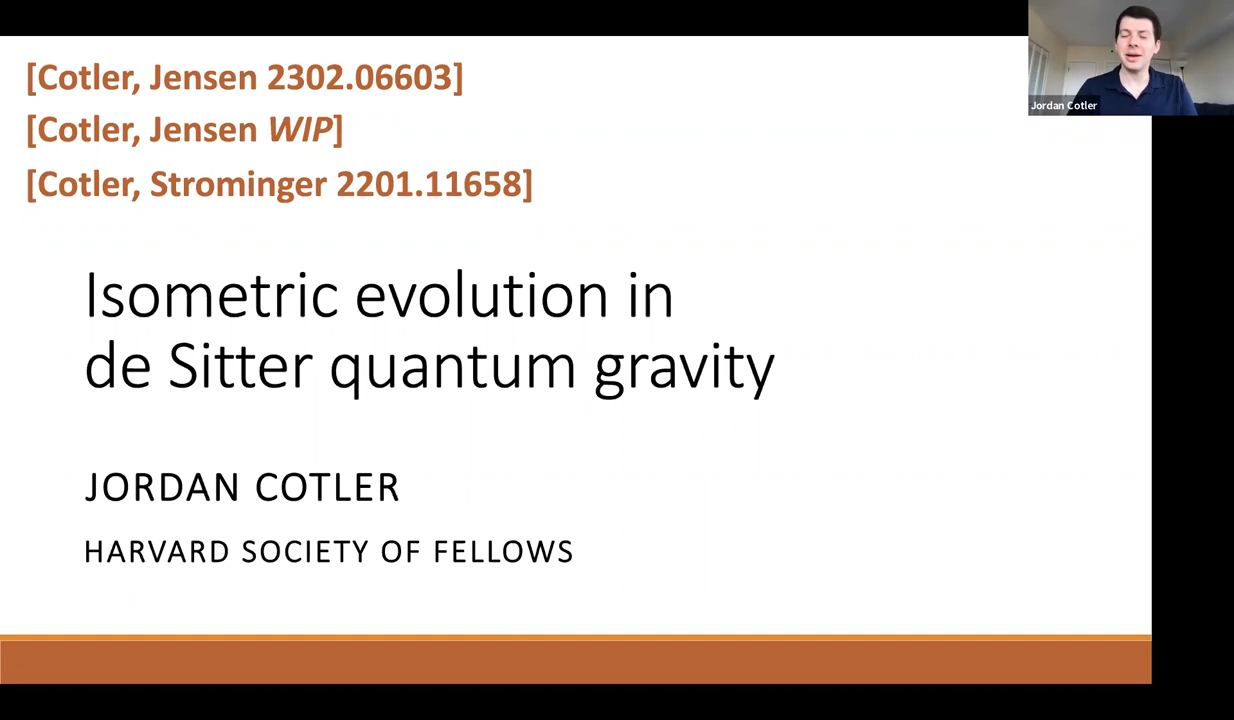 [Cotler, Jensen 2302.06603]
[Cotler, Jensen WIP]
[Cotler, Strominger 2201.11658]
Isometric evolution in
de Sitter quantum gravity
JORDAN COTLER
HARVARD SOCIETY OF FELLOWS
Jordan Cotler